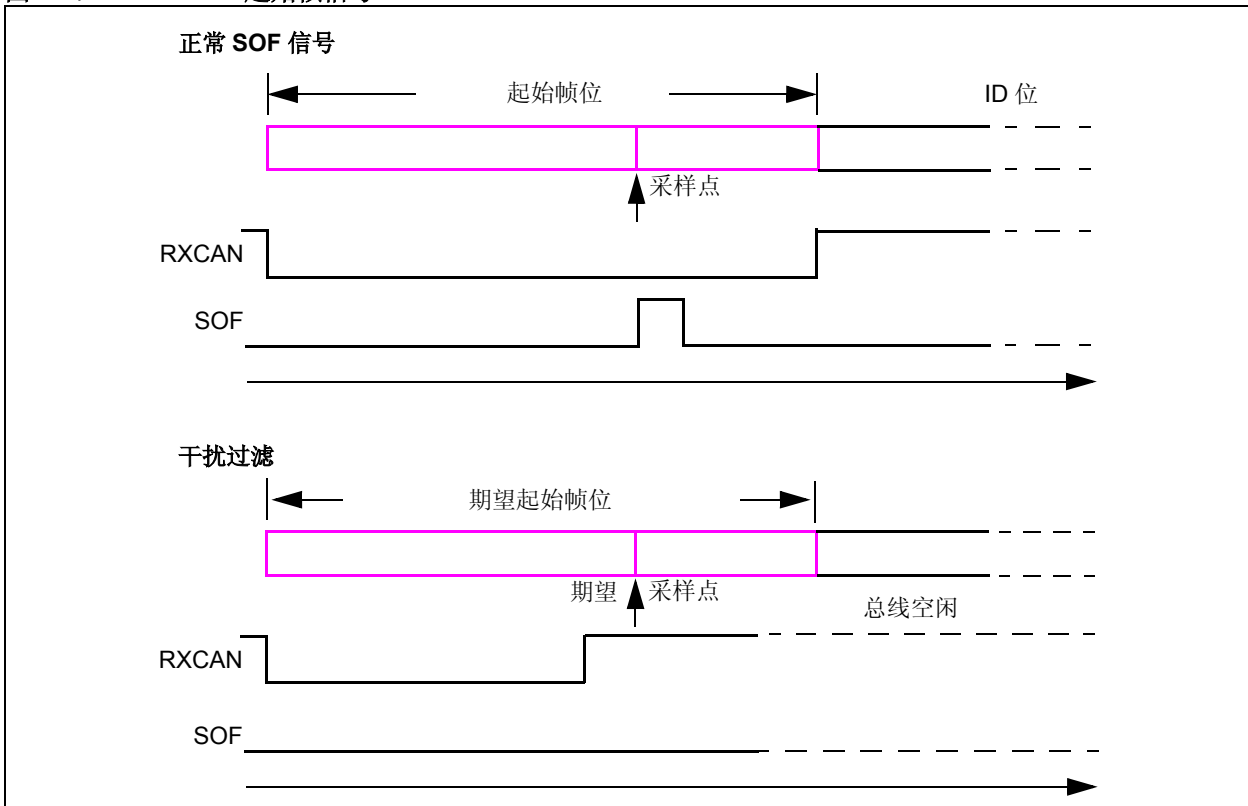 正常 SOF 信号
起始帧位
ID 位
采样点
RXCAN
SOF
干扰过滤
期望起始帧位
期望 采样点
总线空闲
RXCAN
SOF